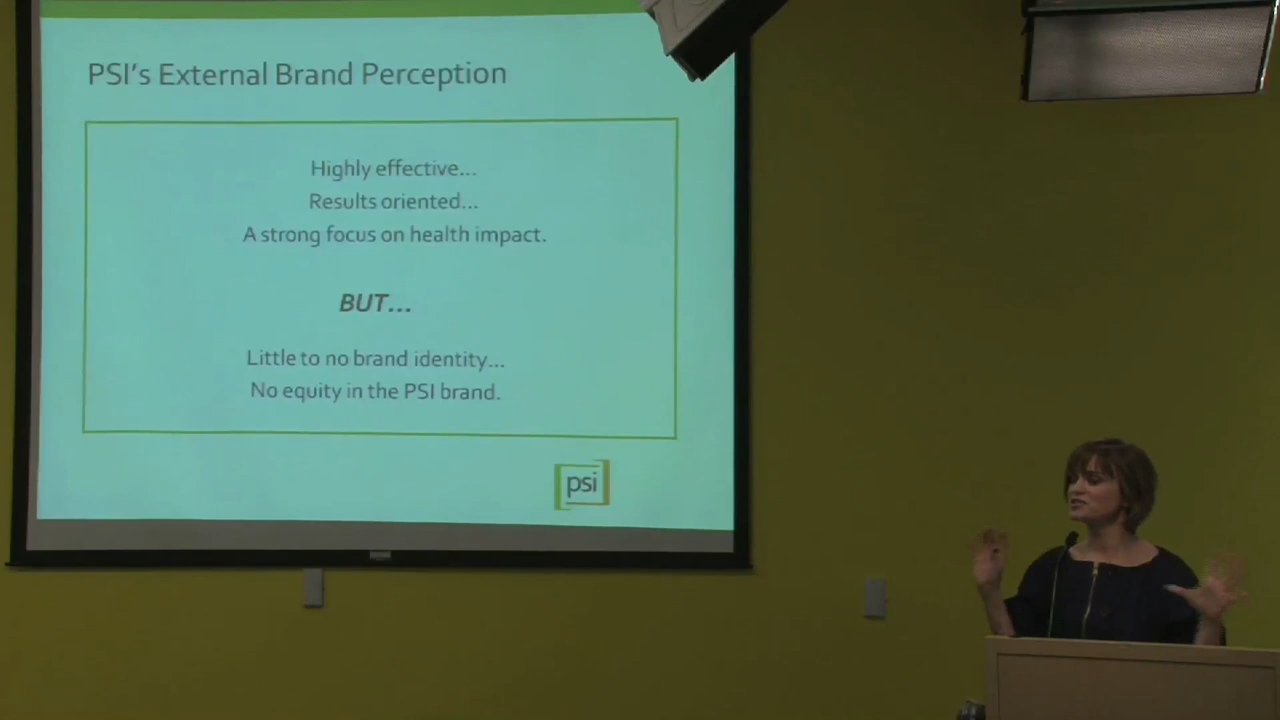 PSI's External Brand Perception
Highly effective...
Results oriented...
A strong focus on health impact.
BUT...
Little to no brand identity...
No equity in the PSI brand.
psi